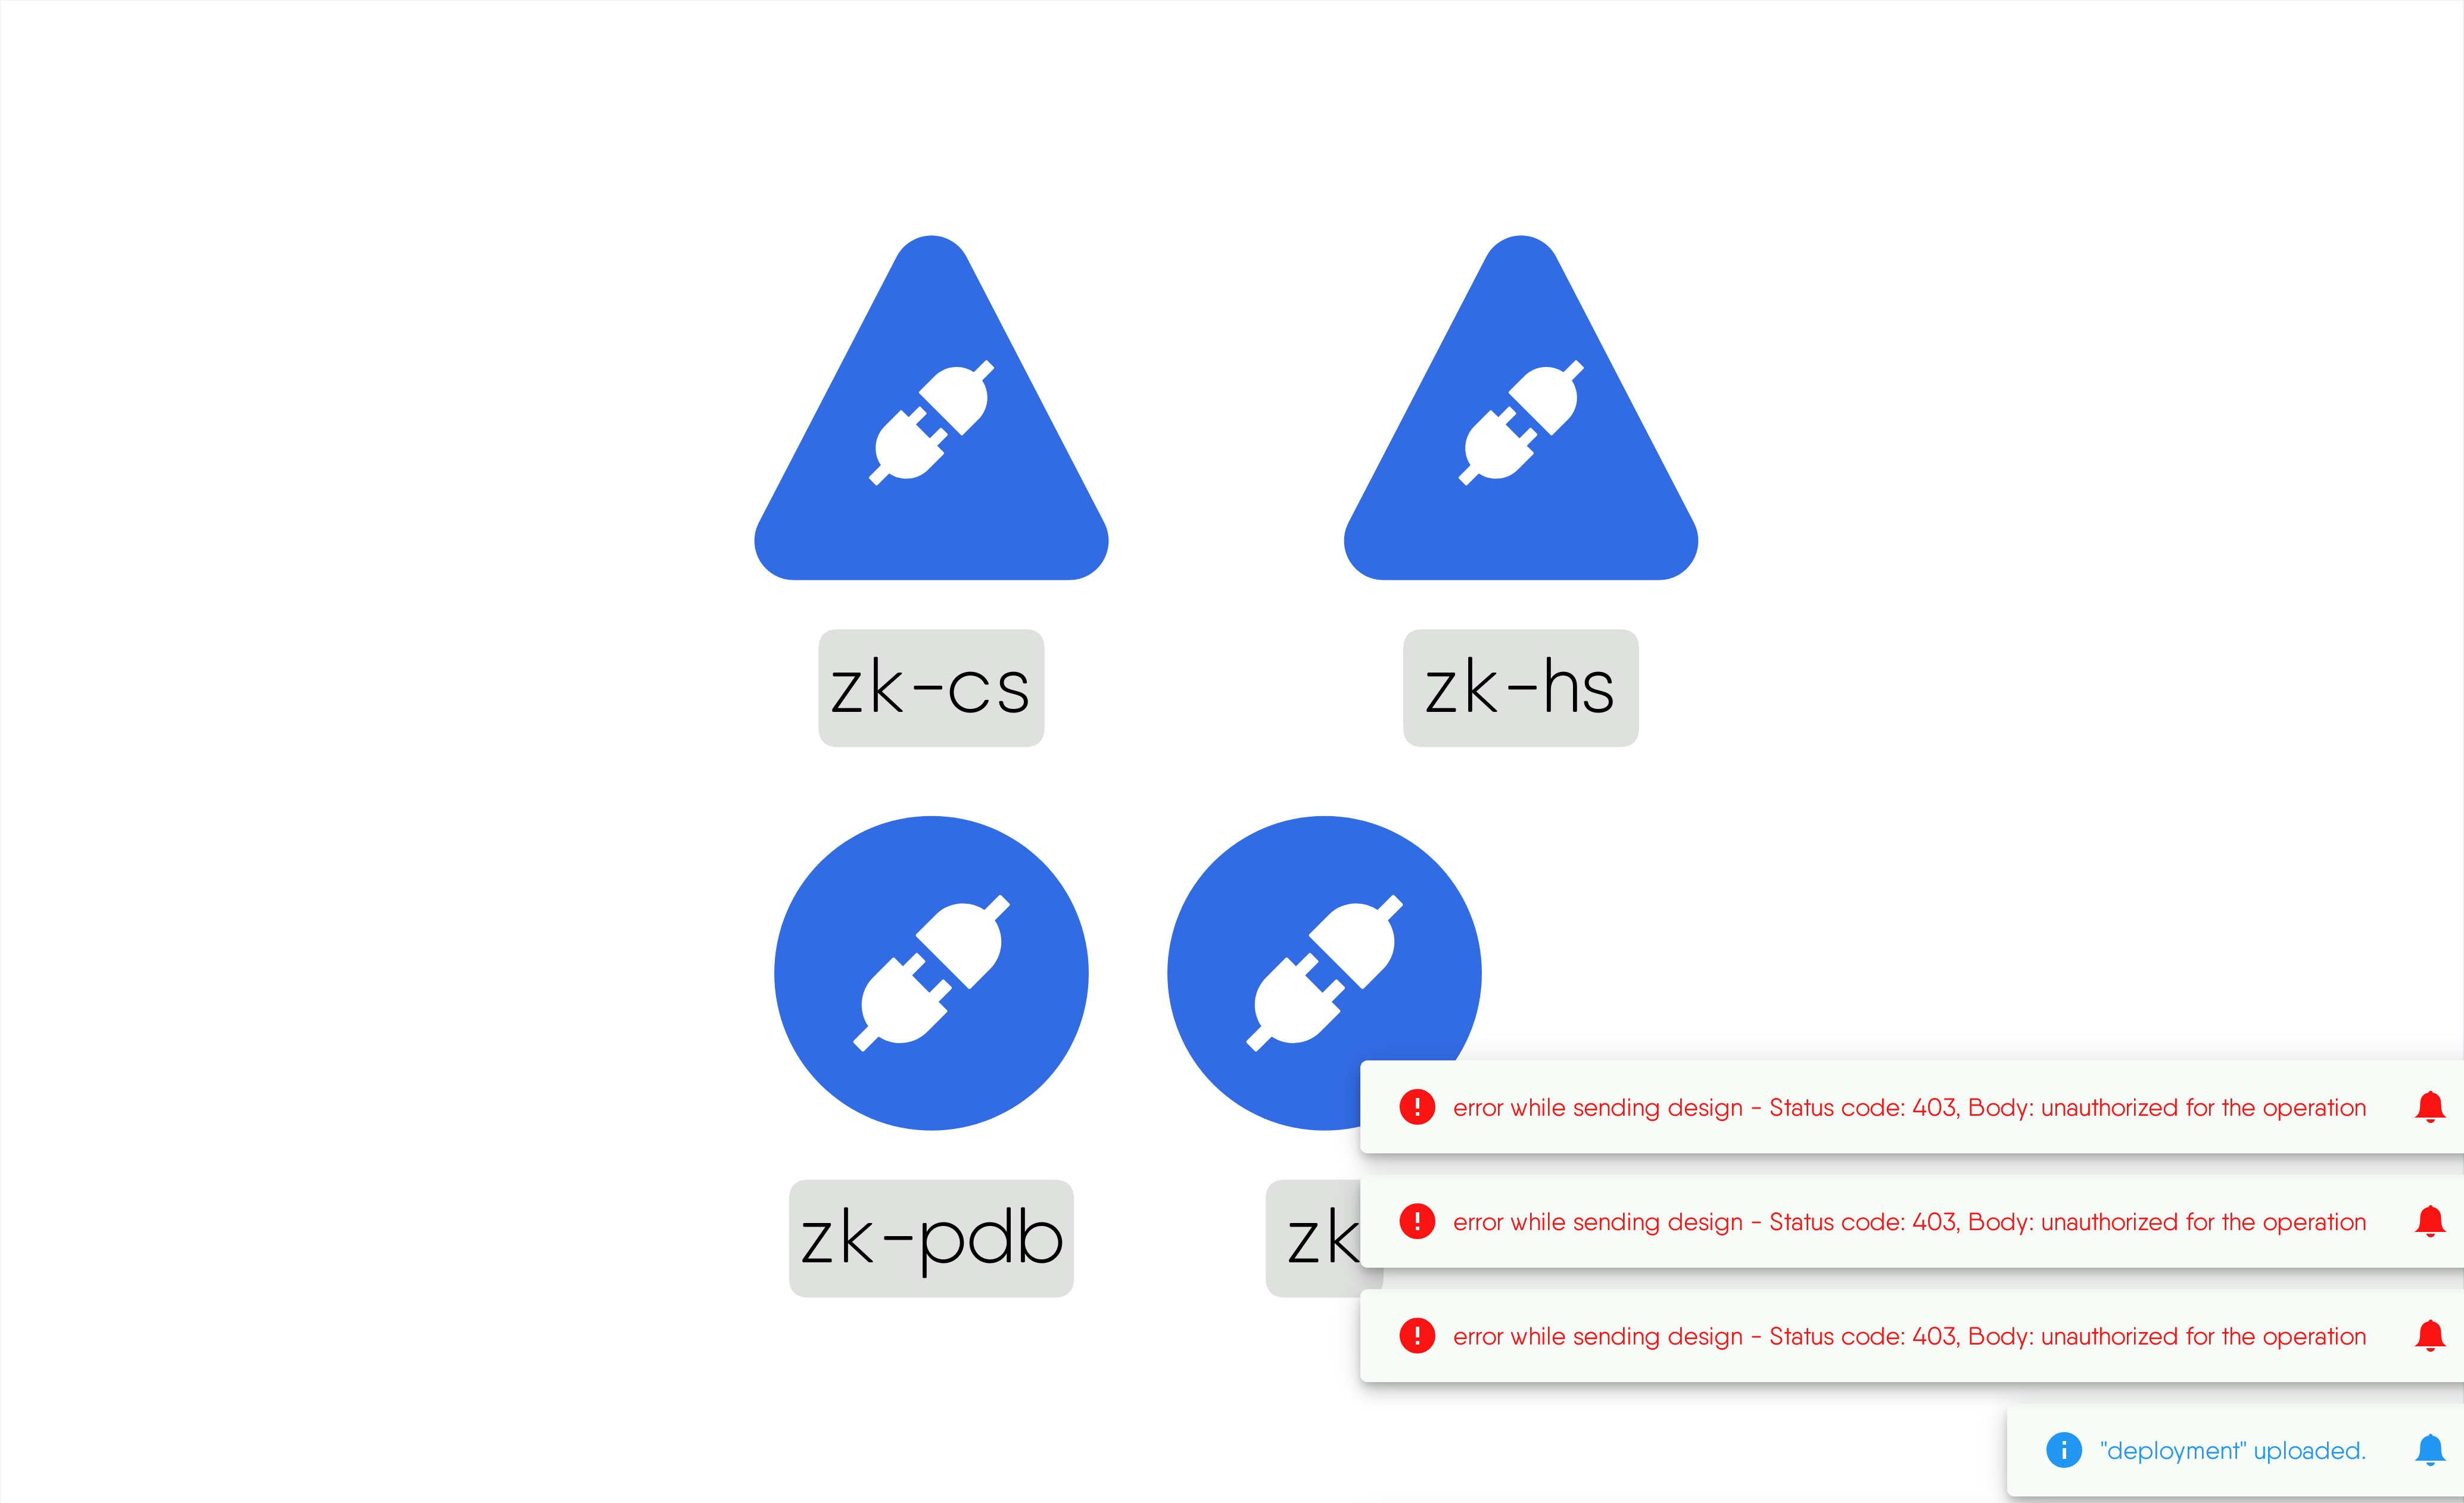 zk-cs
zk-hs
zk-pdb
zk
error while sending design - Status code: 403, Body: unauthorized for the operation
error while sending design - Status code: 403, Body: unauthorized for the operation
error while sending design - Status code: 403, Body: unauthorized for the operation
"deployment" uploaded.